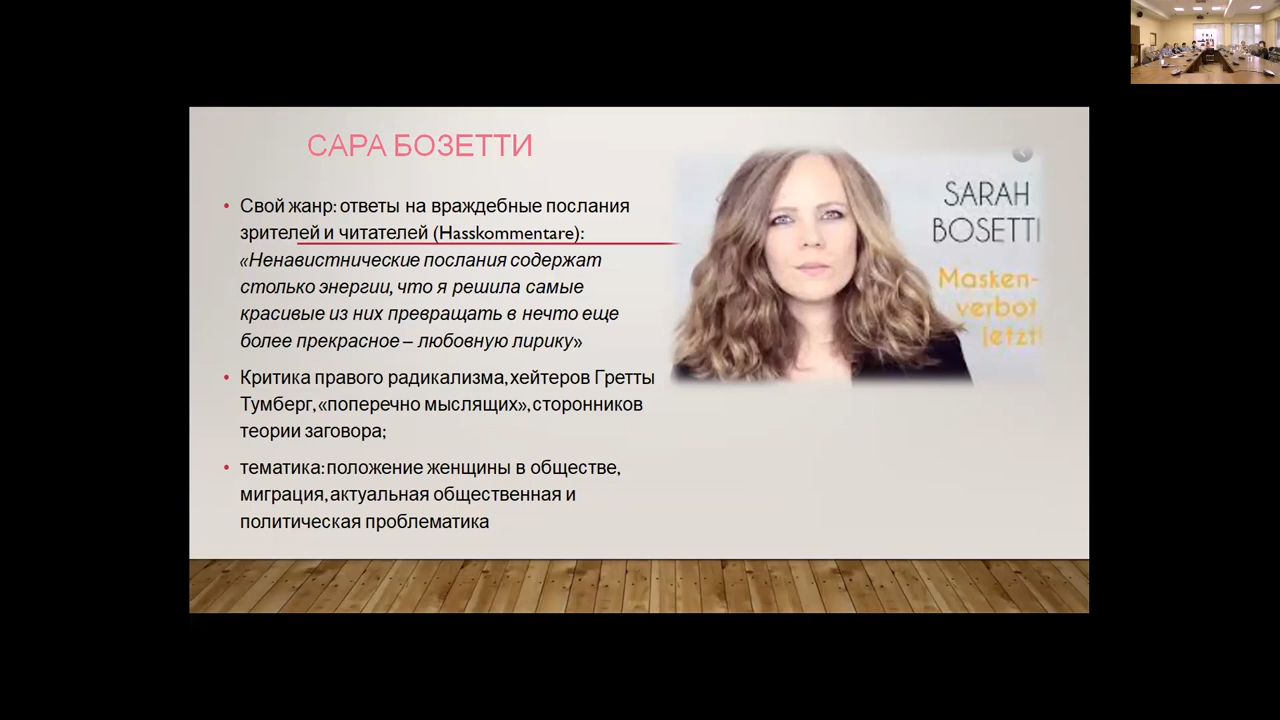 САРА БОЗЕТТИ
• Свой жанр: ответы на враждебные послания
зрителей и читателей (Hasskommentare):
«Ненавистнические послания содержат
столько энергии, что я решила самые
красивые из них превращать в нечто еще
более прекрасное – любовную лирику»
• Критика правого радикализма, хейтеров Гретты
Тумберг, «поперечно мыслящих», сторонников
теории заговора;
• тематика: положение женщины в обществе,
миграция, актуальная общественная и
политическая проблематика
SARAH
BOSETTI
Masken-
verbot
jetzt!